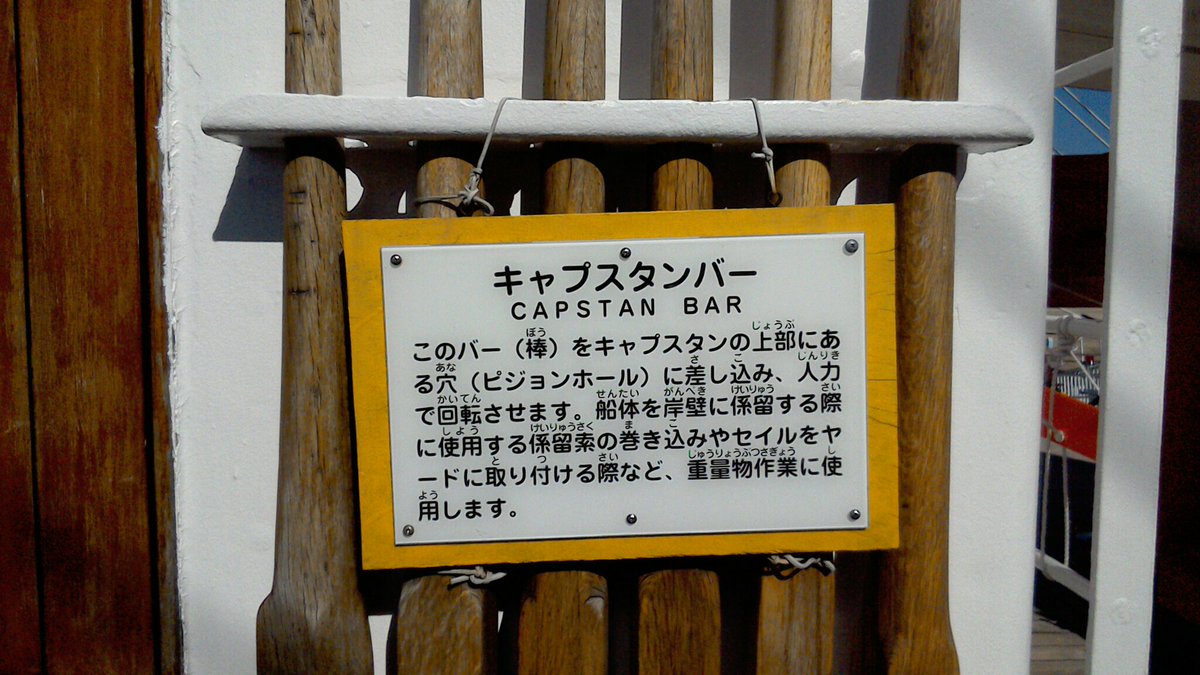 キャプスタンバー
CAPSTAN BAR
このバー（棒）をキャプスタンの上部にあ
る穴（ピジョンホール）に差し込み、人力
で回転させます。船体を岸壁に係留する際
に使用する係留索の巻き込みやセイルをヤ
ードに取り付ける際など、重量物作業に使
用します。